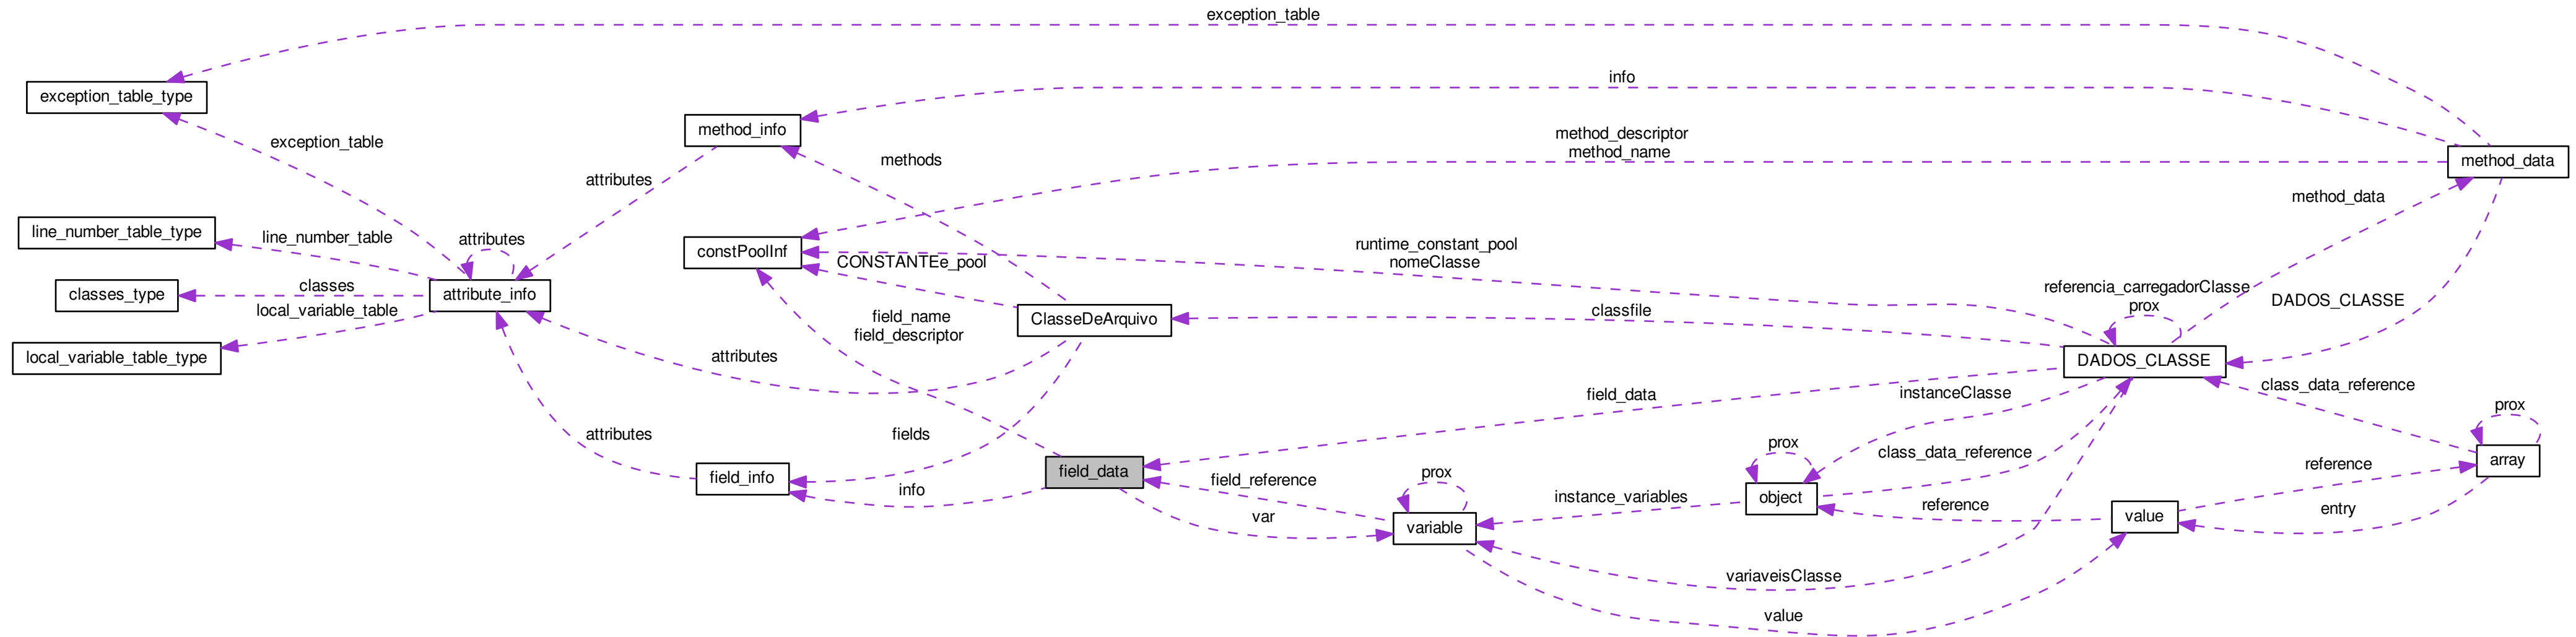 exception_table
info
exception_table_type
method_info
method_descriptor
method_name
exception_table
methods
method_data
attributes
method_data
line_number_table_type
line_number_table
attributes
constPoolInf
CONSTANTEe_pool
runtime_constant_pool
nomeClasse
classes_type
classes
attribute_info
local_variable_table
referencia_carregadorClasse
prox
DADOS_CLASSE
ClasseDeArquivo
classfile
field_name
field_descriptor
local_variable_table_type
attributes
DADOS_CLASSE
field_data
instanceClasse
class_data_reference
prox
attributes
fields
prox
class_data_reference
array
field_info
info
field_data
field_reference
var
prox
variable
instance_variables
object
reference
value
reference
entry
variaveisClasse
value